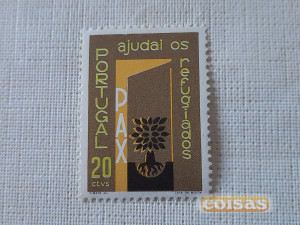 ajudai os
refugiados
PORTUGAL
PAX
20
ctvs
coisas